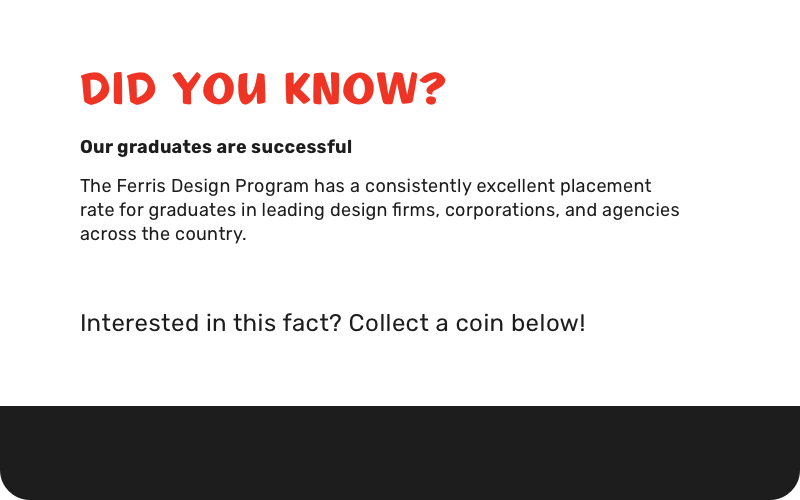 DID YOU KNOW?
Our graduates are successful
The Ferris Design Program has a consistently excellent placement
rate for graduates in leading design firms, corporations, and agencies
across the country.
Interested in this fact? Collect a coin below!